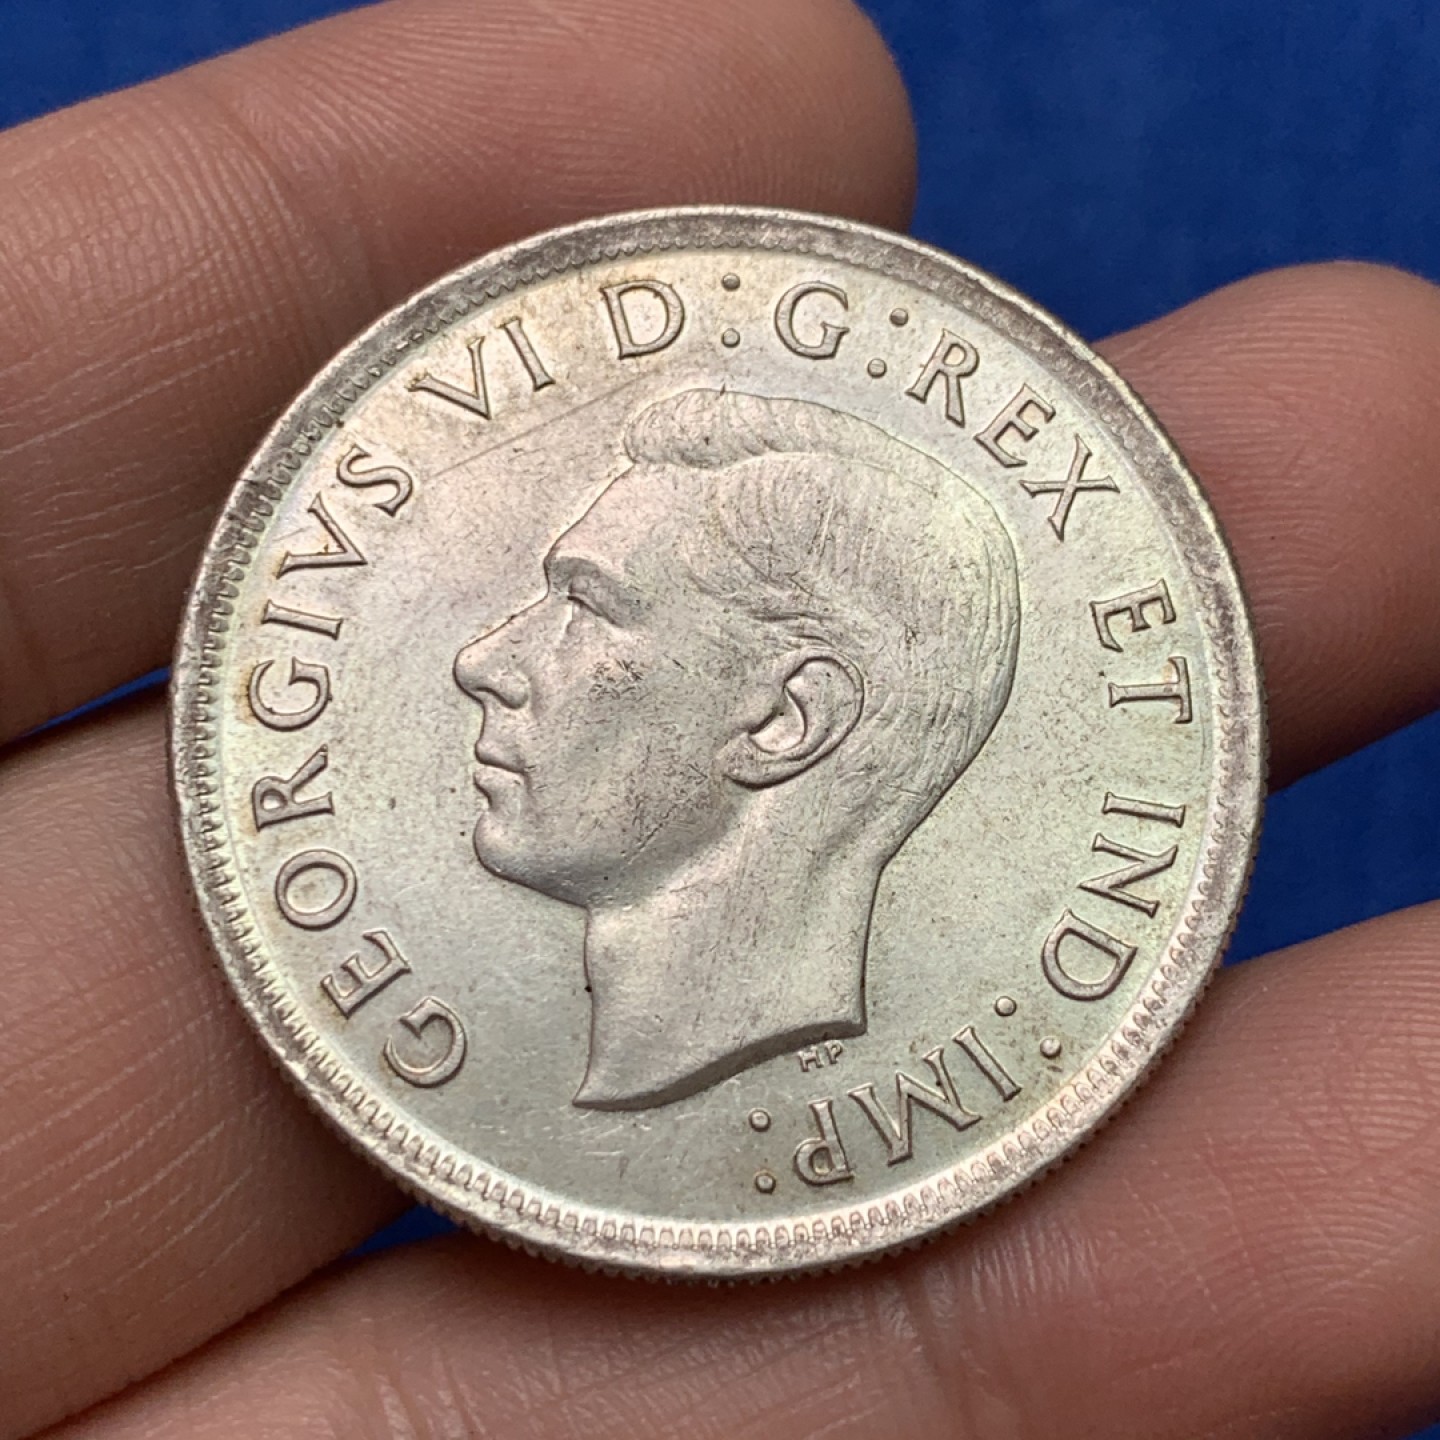 GEORGIVS VI D:G:REX ET IND:IMP:
HP